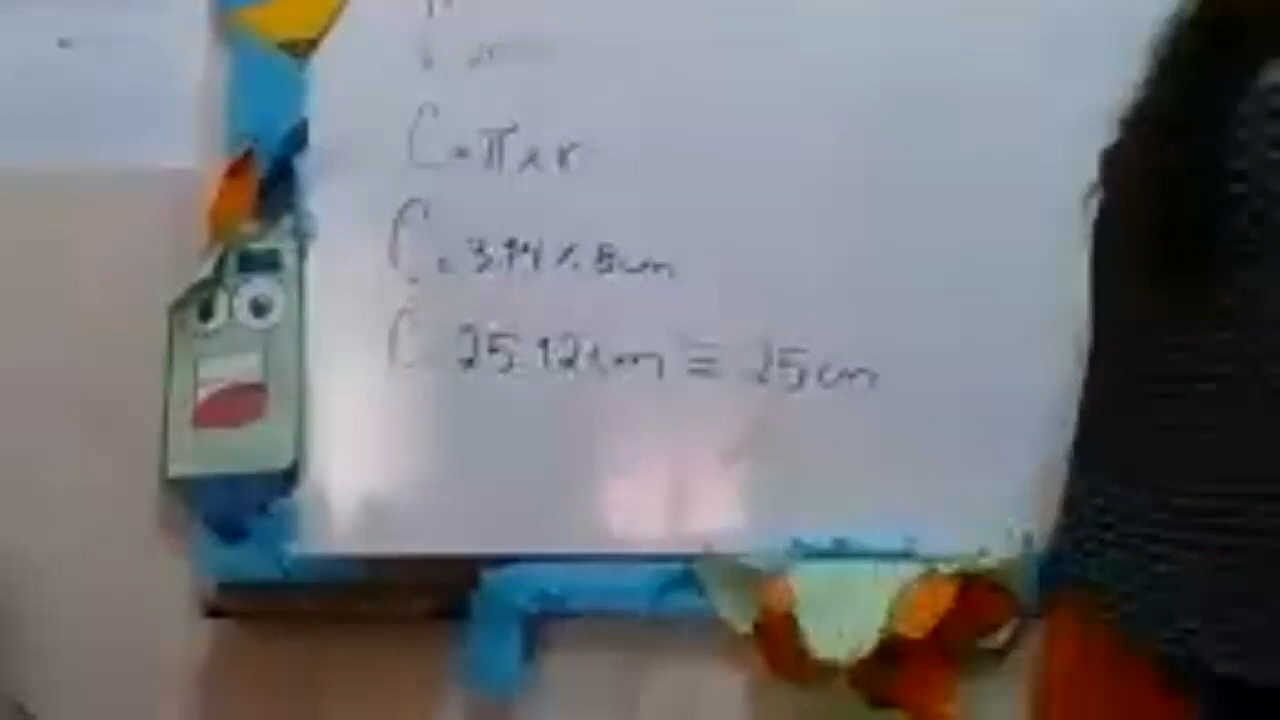 C = π x r
C = 3.14 x 8cm
C 25.12cm ≅ 25cm